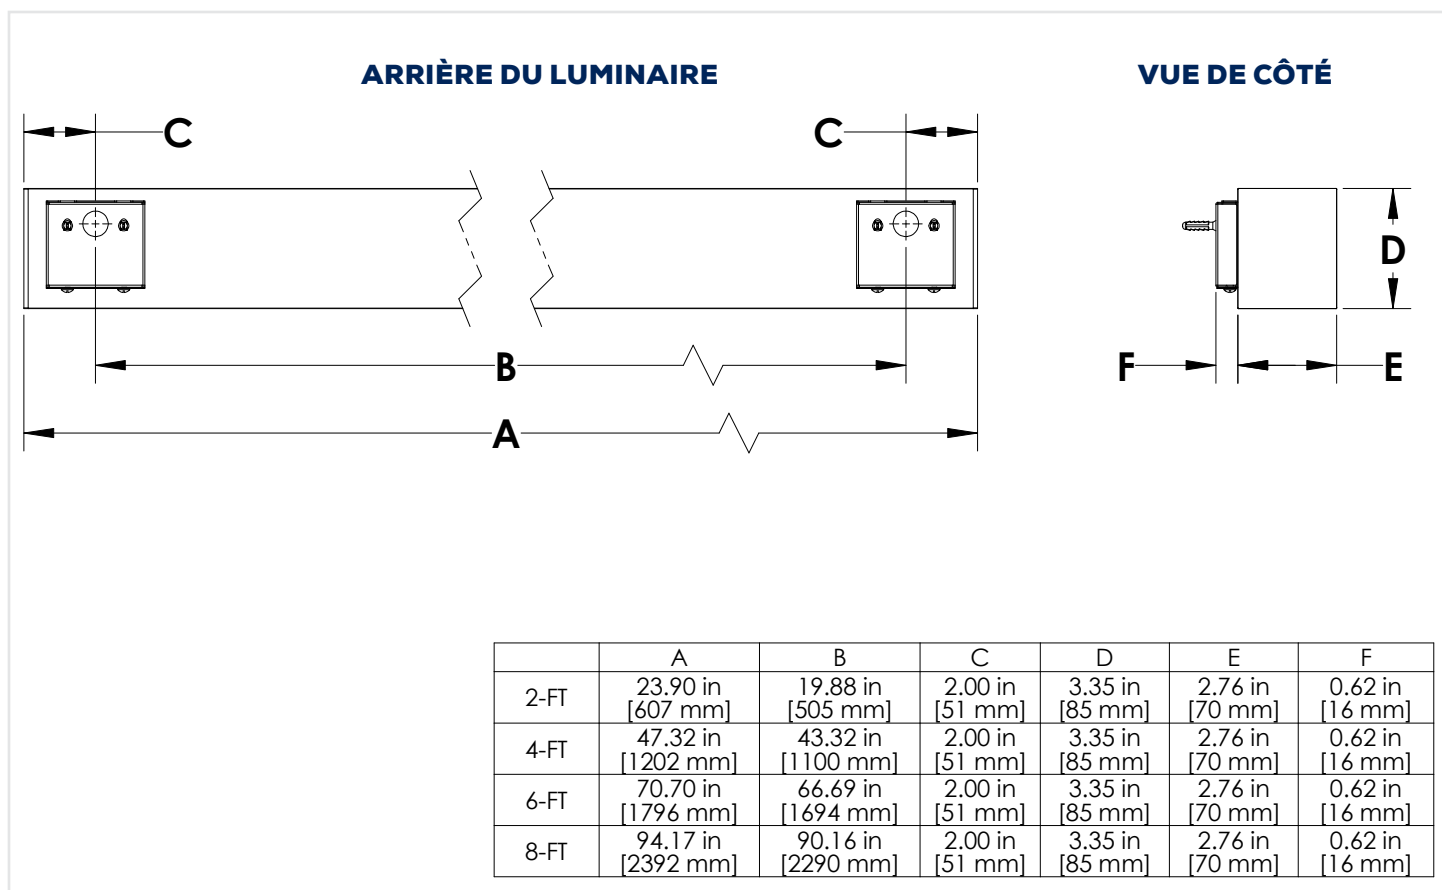 ARRIÈRE DU LUMINAIRE
VUE DE CÔTÉ
C
C
D
B
F
E
A
A B C D E F
2-FT 23.90 in 19.88 in 2.00 in 3.35 in 2.76 in 0.62 in
[607 mm] [505 mm] [51 mm] [85 mm] [70 mm] [16 mm]
4-FT 47.32 in 43.32 in 2.00 in 3.35 in 2.76 in 0.62 in
[1202 mm] [1100 mm] [51 mm] [85 mm] [70 mm] [16 mm]
6-FT 70.70 in 66.69 in 2.00 in 3.35 in 2.76 in 0.62 in
[1796 mm] [1694 mm] [51 mm] [85 mm] [70 mm] [16 mm]
8-FT 94.17 in 90.16 in 2.00 in 3.35 in 2.76 in 0.62 in
[2392 mm] [2290 mm] [51 mm] [85 mm] [70 mm] [16 mm]